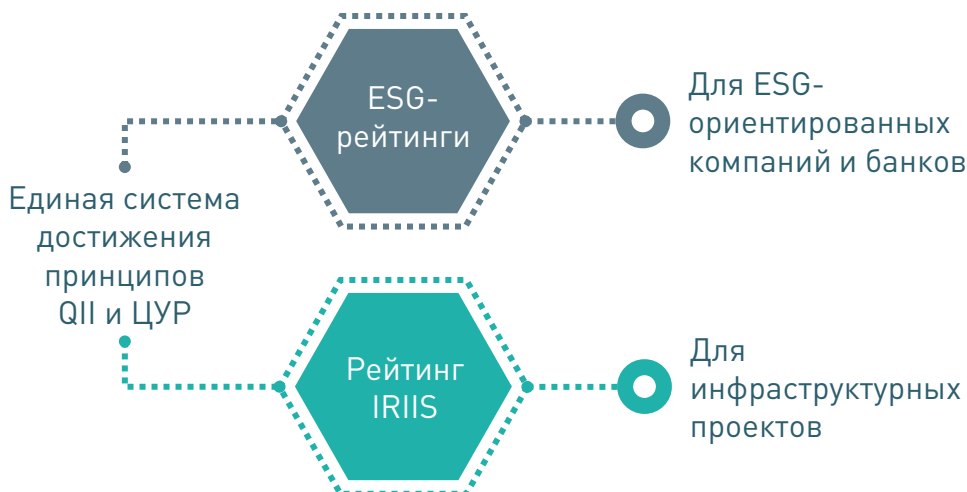 Единая система
достижения
принципов
QII и ЦУР
ESG-
рейтинги
Для ESG-
ориентированных
компаний и банков
Рейтинг
IRIIS
Для
инфраструктурных
проектов